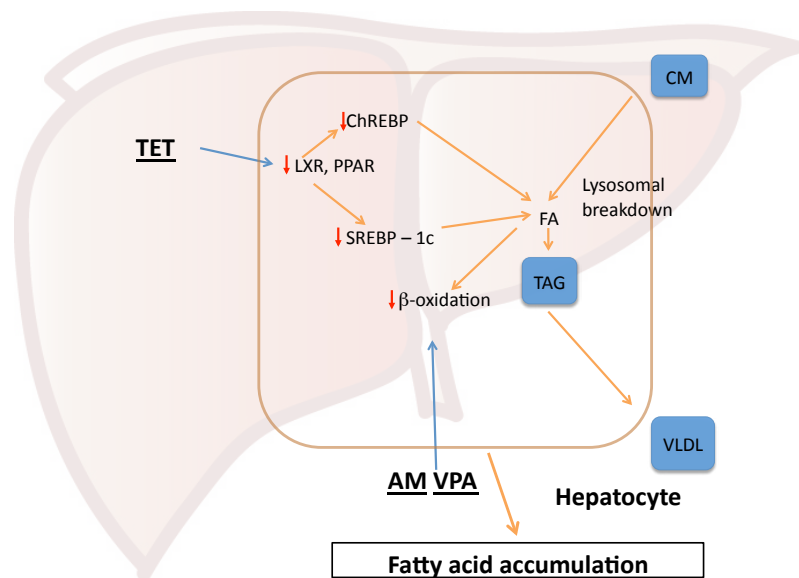 CM
ChREBP
TET
LXR, PPAR
Lysosomal
breakdown
FA
SREBP – 1c
TAG
β-oxidation
VLDL
AM VPA
Hepatocyte
Fatty acid accumulation